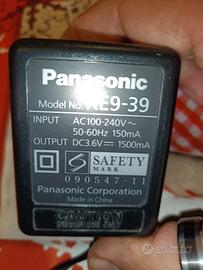 Panasonic
Model No. RE9-39
INPUT AC100-240V~
50-60Hz 150mA
OUTPUT DC3.6V⎓ 1500mA
S SAFETY
MARK
090547-11
Panasonic Corporation
Made in China
CAUTION
subito